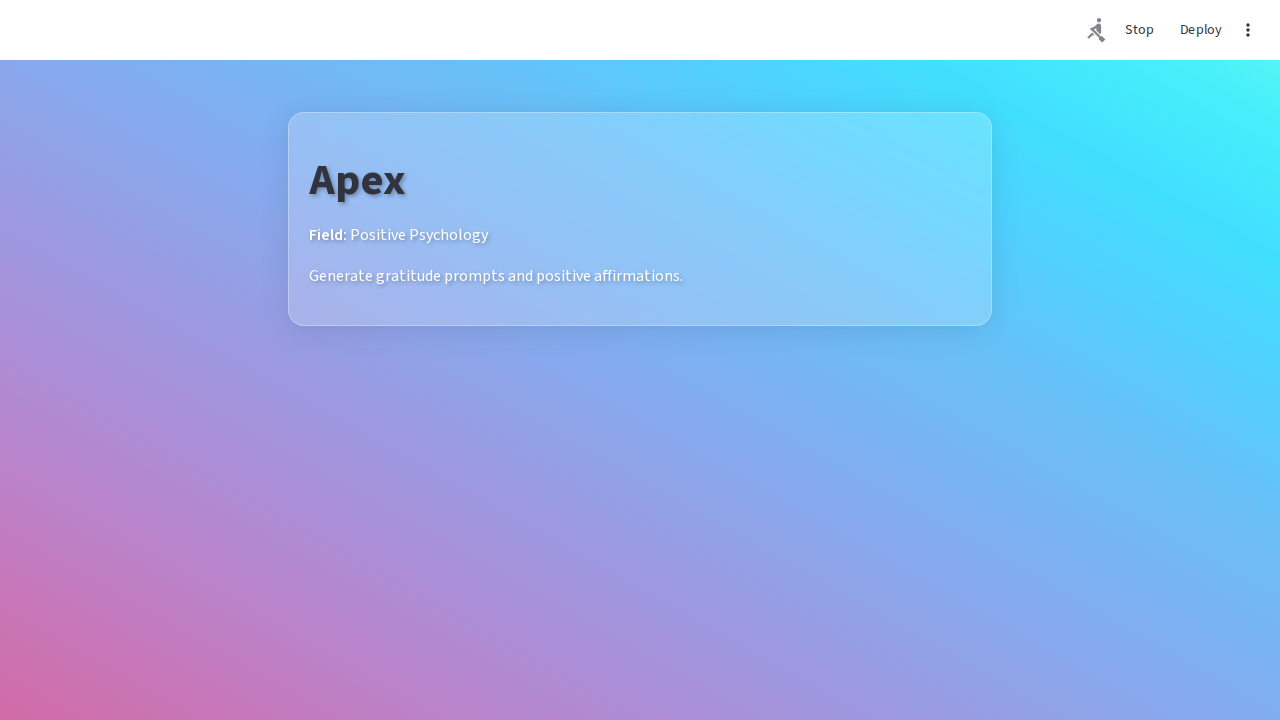 Stop Deploy
Apex
Field: Positive Psychology
Generate gratitude prompts and positive affirmations.